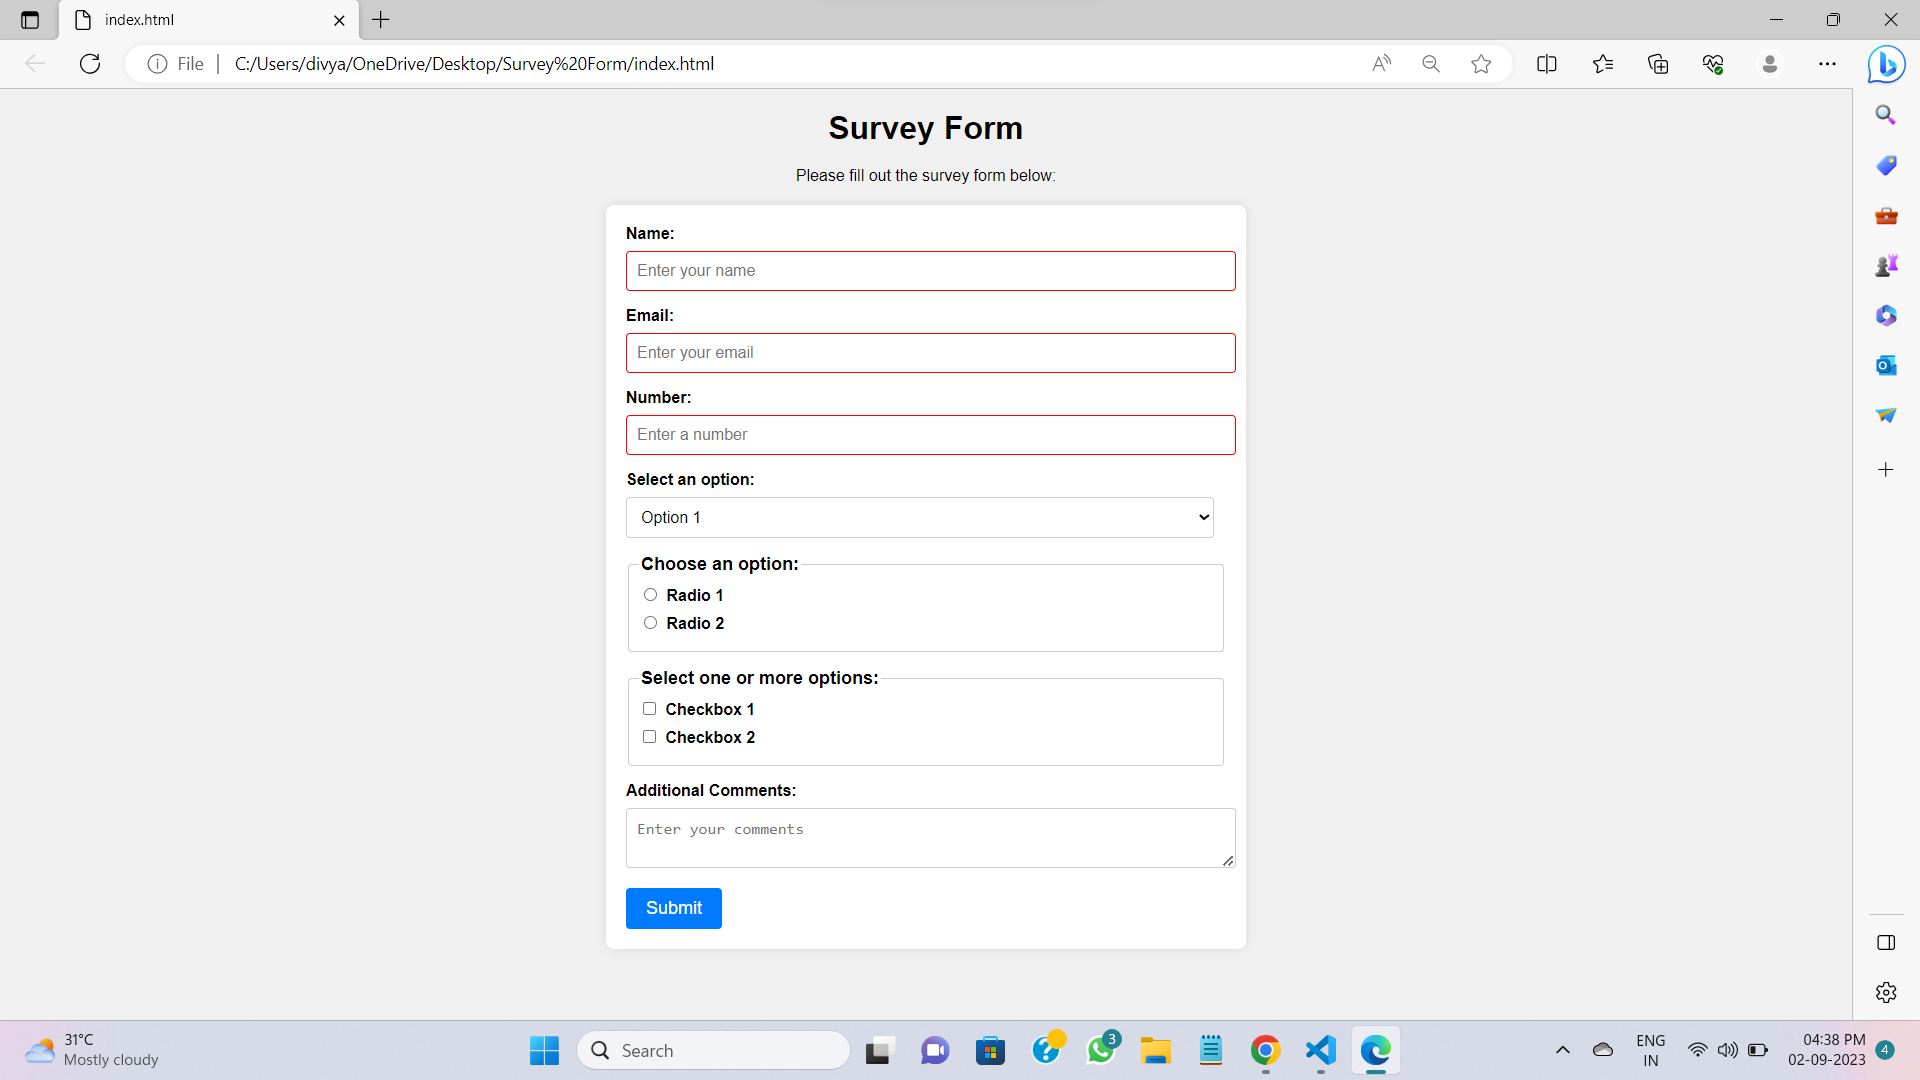 index.html
File
C:/Users/divya/OneDrive/Desktop/Survey%20Form/index.html
Survey Form
Please fill out the survey form below:
Name:
Enter your name
Email:
Enter your email
Number:
Enter a number
Select an option:
Option 1
Choose an option:
Radio 1
Radio 2
Select one or more options:
Checkbox 1
Checkbox 2
Additional Comments:
Enter your comments
Submit
31°C
Mostly cloudy
Search
3
ENG
IN
04:38 PM
02-09-2023
4